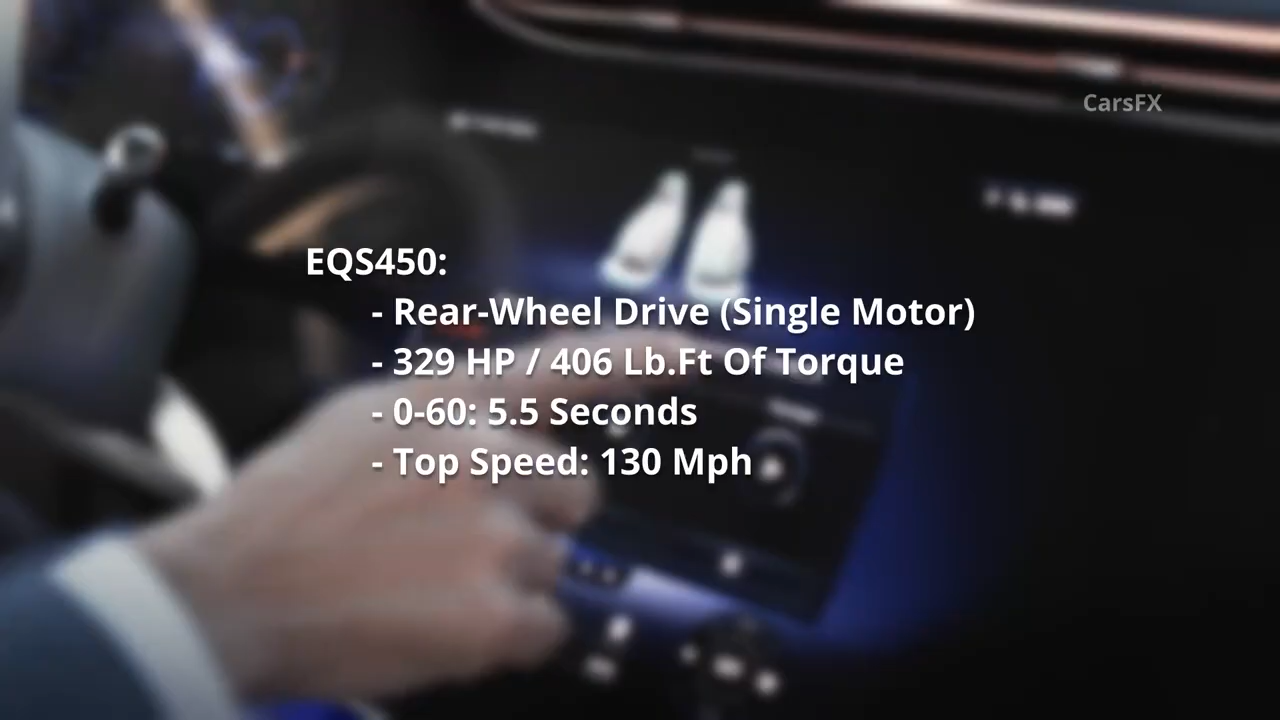 CarsFX
EQS450:
- Rear-Wheel Drive (Single Motor)
- 329 HP / 406 Lb.Ft Of Torque
- 0-60: 5.5 Seconds
- Top Speed: 130 Mph